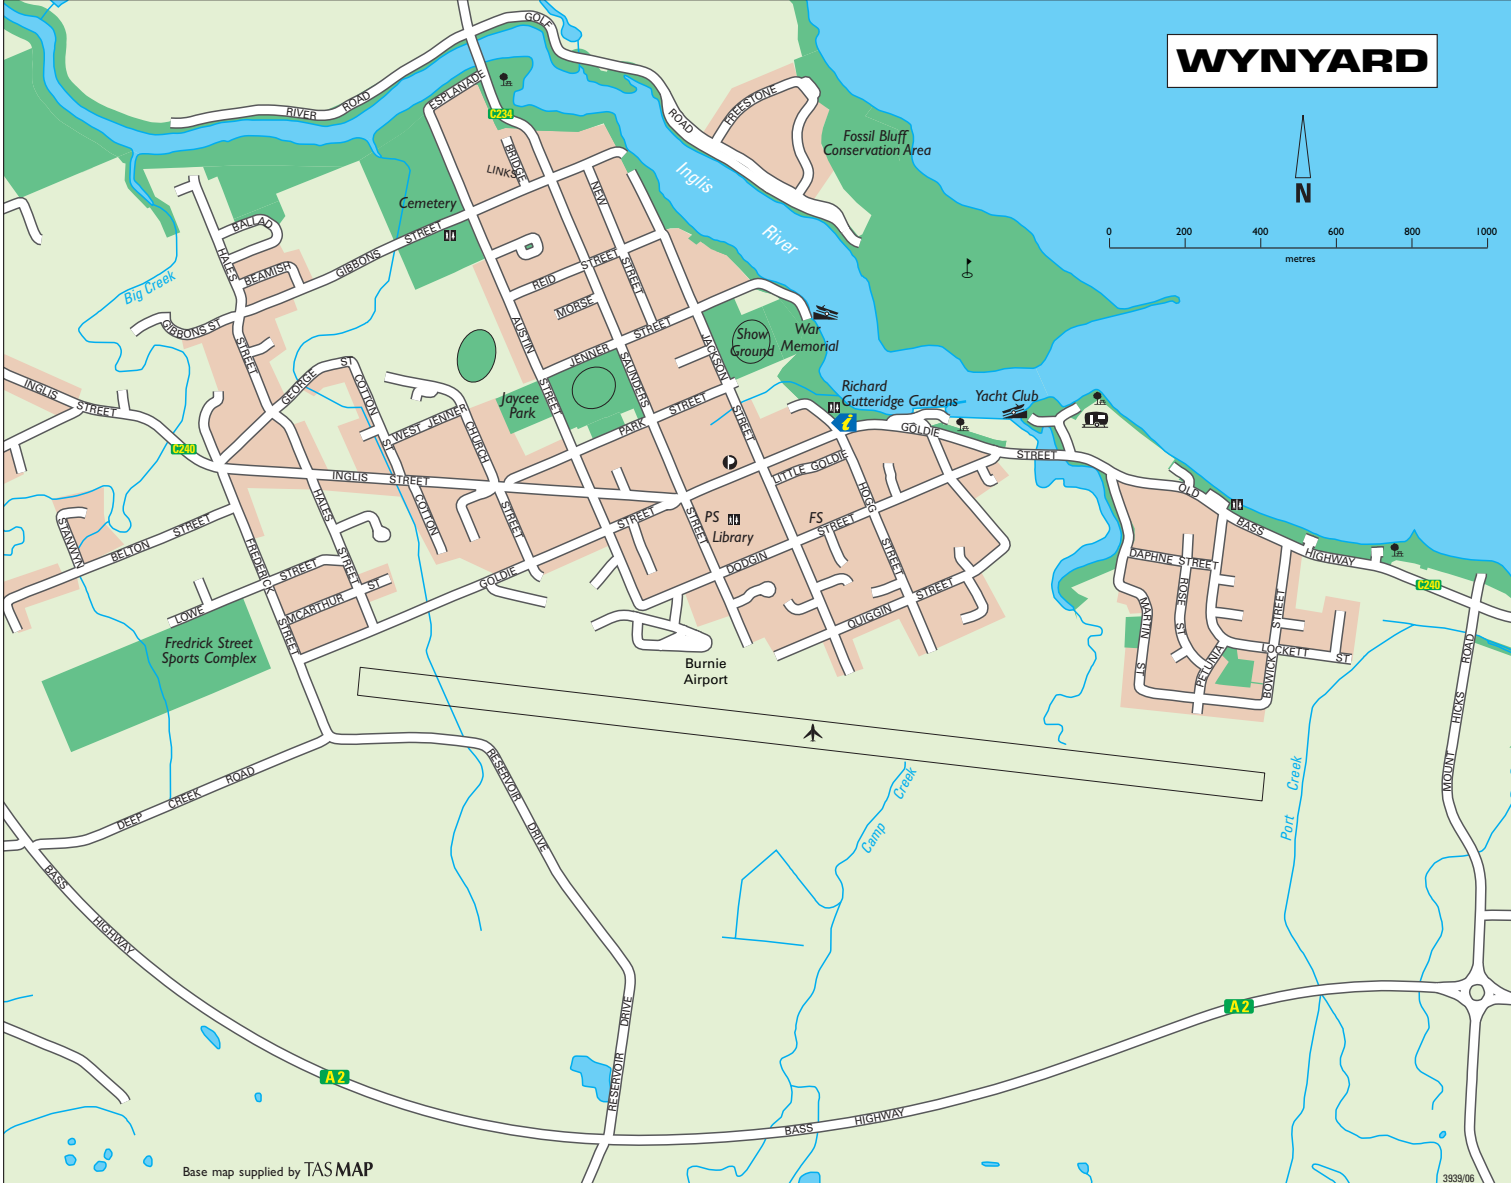 WYNYARD
N
0 200 400 600 800 1000
metres
GOLF
ROAD
RIVER ROAD
ESPLANADE
C234
FREESTONE
Fossil Bluff
Conservation Area
Inglis
River
BRIDGE
LINKS
NEW
STREET
Cemetery
GIBBONS STREET
BALLAD
HALES
STREET
BEAMISH
GIBBONS ST
Big Creek
REID STREET
MORSE
AUSTIN
STREET
JENNER STREET
SAUNDERS
JACKSON
STREET
Show
Ground
War
Memorial
Jaycee
Park
PARK STREET
Richard
Gutteridge Gardens
Yacht Club
i
GEORGE ST
COTTON
ST
WEST JENNER
CHURCH
STREET
INGLIS STREET
C240
INGLIS STREET
COTTON
HALES
STREET
GOLDIE
STREET
LITTLE GOLDIE
HOGG
STREET
P
PS
Library
FS
STREET
STREET
DODGIN STREET
QUIGGIN STREET
GOLDIE
STANWYN
BELTON STREET
FREDERICK
STREET
LOWE STREET
MCARTHUR ST
Fredrick Street
Sports Complex
Burnie
Airport
OLD
BASS
HIGHWAY
C240
DAPHNE STREET
ROSE ST
MARTIN
ST
PETUNIA
LOCKETT ST
BOWICK
STREET
MOUNT HICKS ROAD
Port Creek
Camp Creek
DEEP CREEK ROAD
RESERVOIR DRIVE
BASS
HIGHWAY
A2
A2
RESERVOIR DRIVE
BASS HIGHWAY
Base map supplied by TASMAP
3939/06